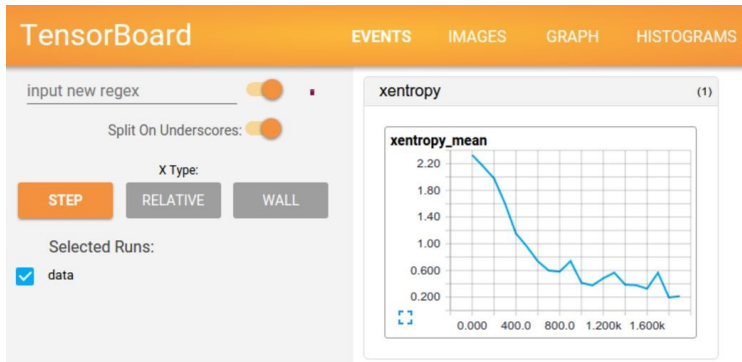 TensorBoard
EVENTS IMAGES GRAPH HISTOGRAMS
input new regex
Split On Underscores:
X Type:
STEP RELATIVE WALL
Selected Runs:
data
xentropy (1)
xentropy_mean
2.20
1.80
1.40
1.00
0.600
0.200
0.000 400.0 800.0 1.200k 1.600k